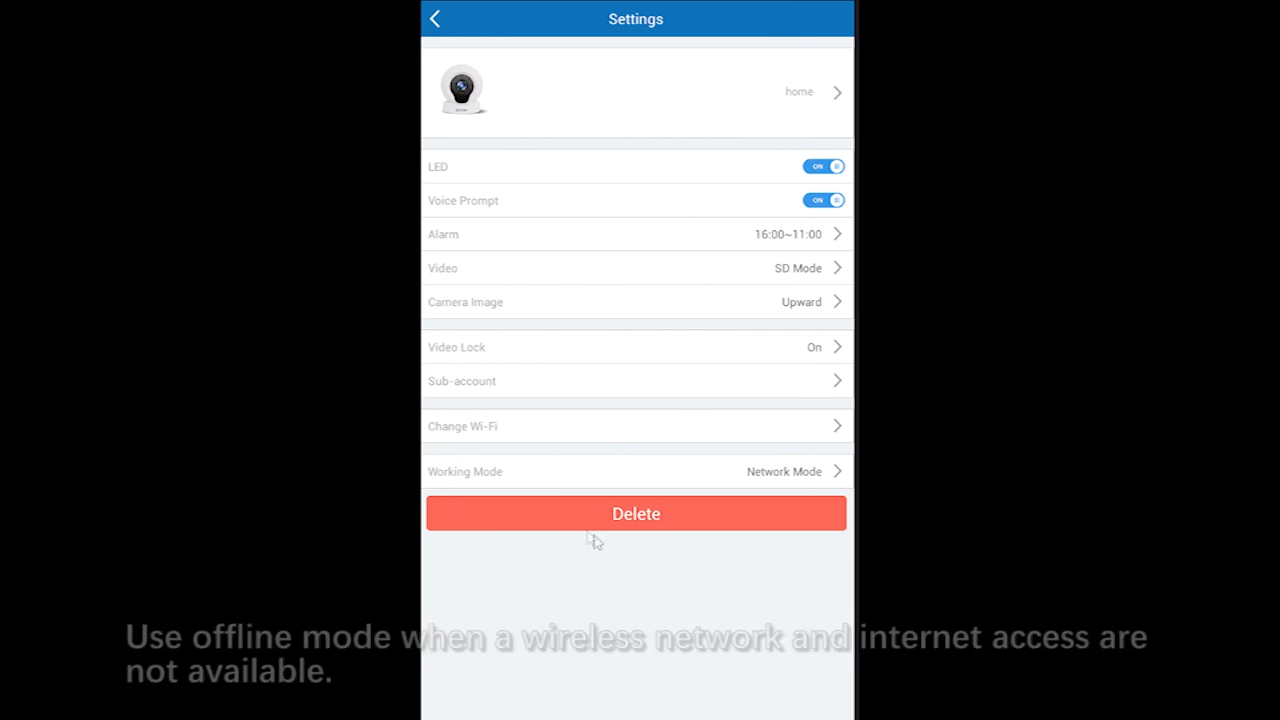 Settings
home
LED ON
Voice Prompt ON
Alarm 16:00~11:00
Video SD Mode
Camera Image Upward
Video Lock On
Sub-account
Change Wi-Fi
Working Mode Network Mode
Delete
Use offline mode when a wireless network and internet access are
not available.